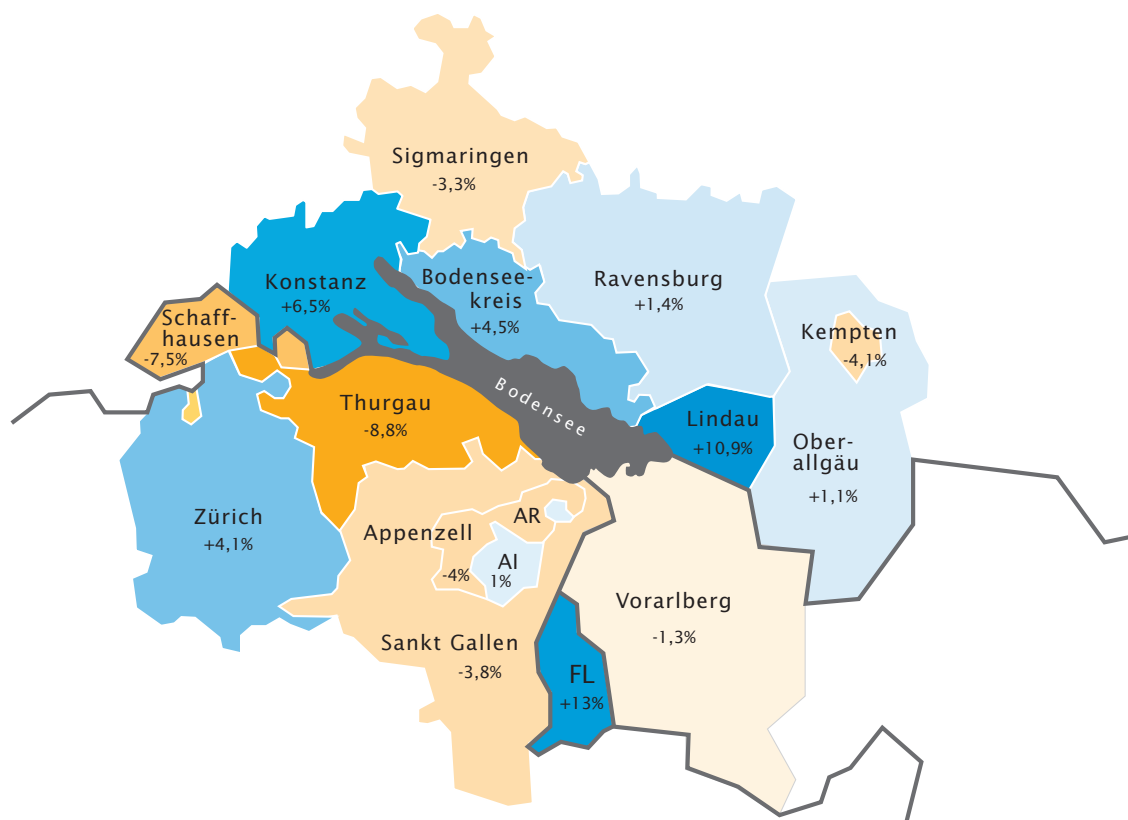 Sigmaringen
-3,3%
Konstanz
+6,5%
Bodensee-
kreis
+4,5%
Ravensburg
+1,4%
Schaff-
hausen
-7,5%
Kempten
-4,1%
Thurgau
-8,8%
Bodensee
Lindau
+10,9%
Ober-
allgäu
+1,1%
Zürich
+4,1%
Appenzell
AR
-4%
AI
1%
Vorarlberg
-1,3%
Sankt Gallen
-3,8%
FL
+13%